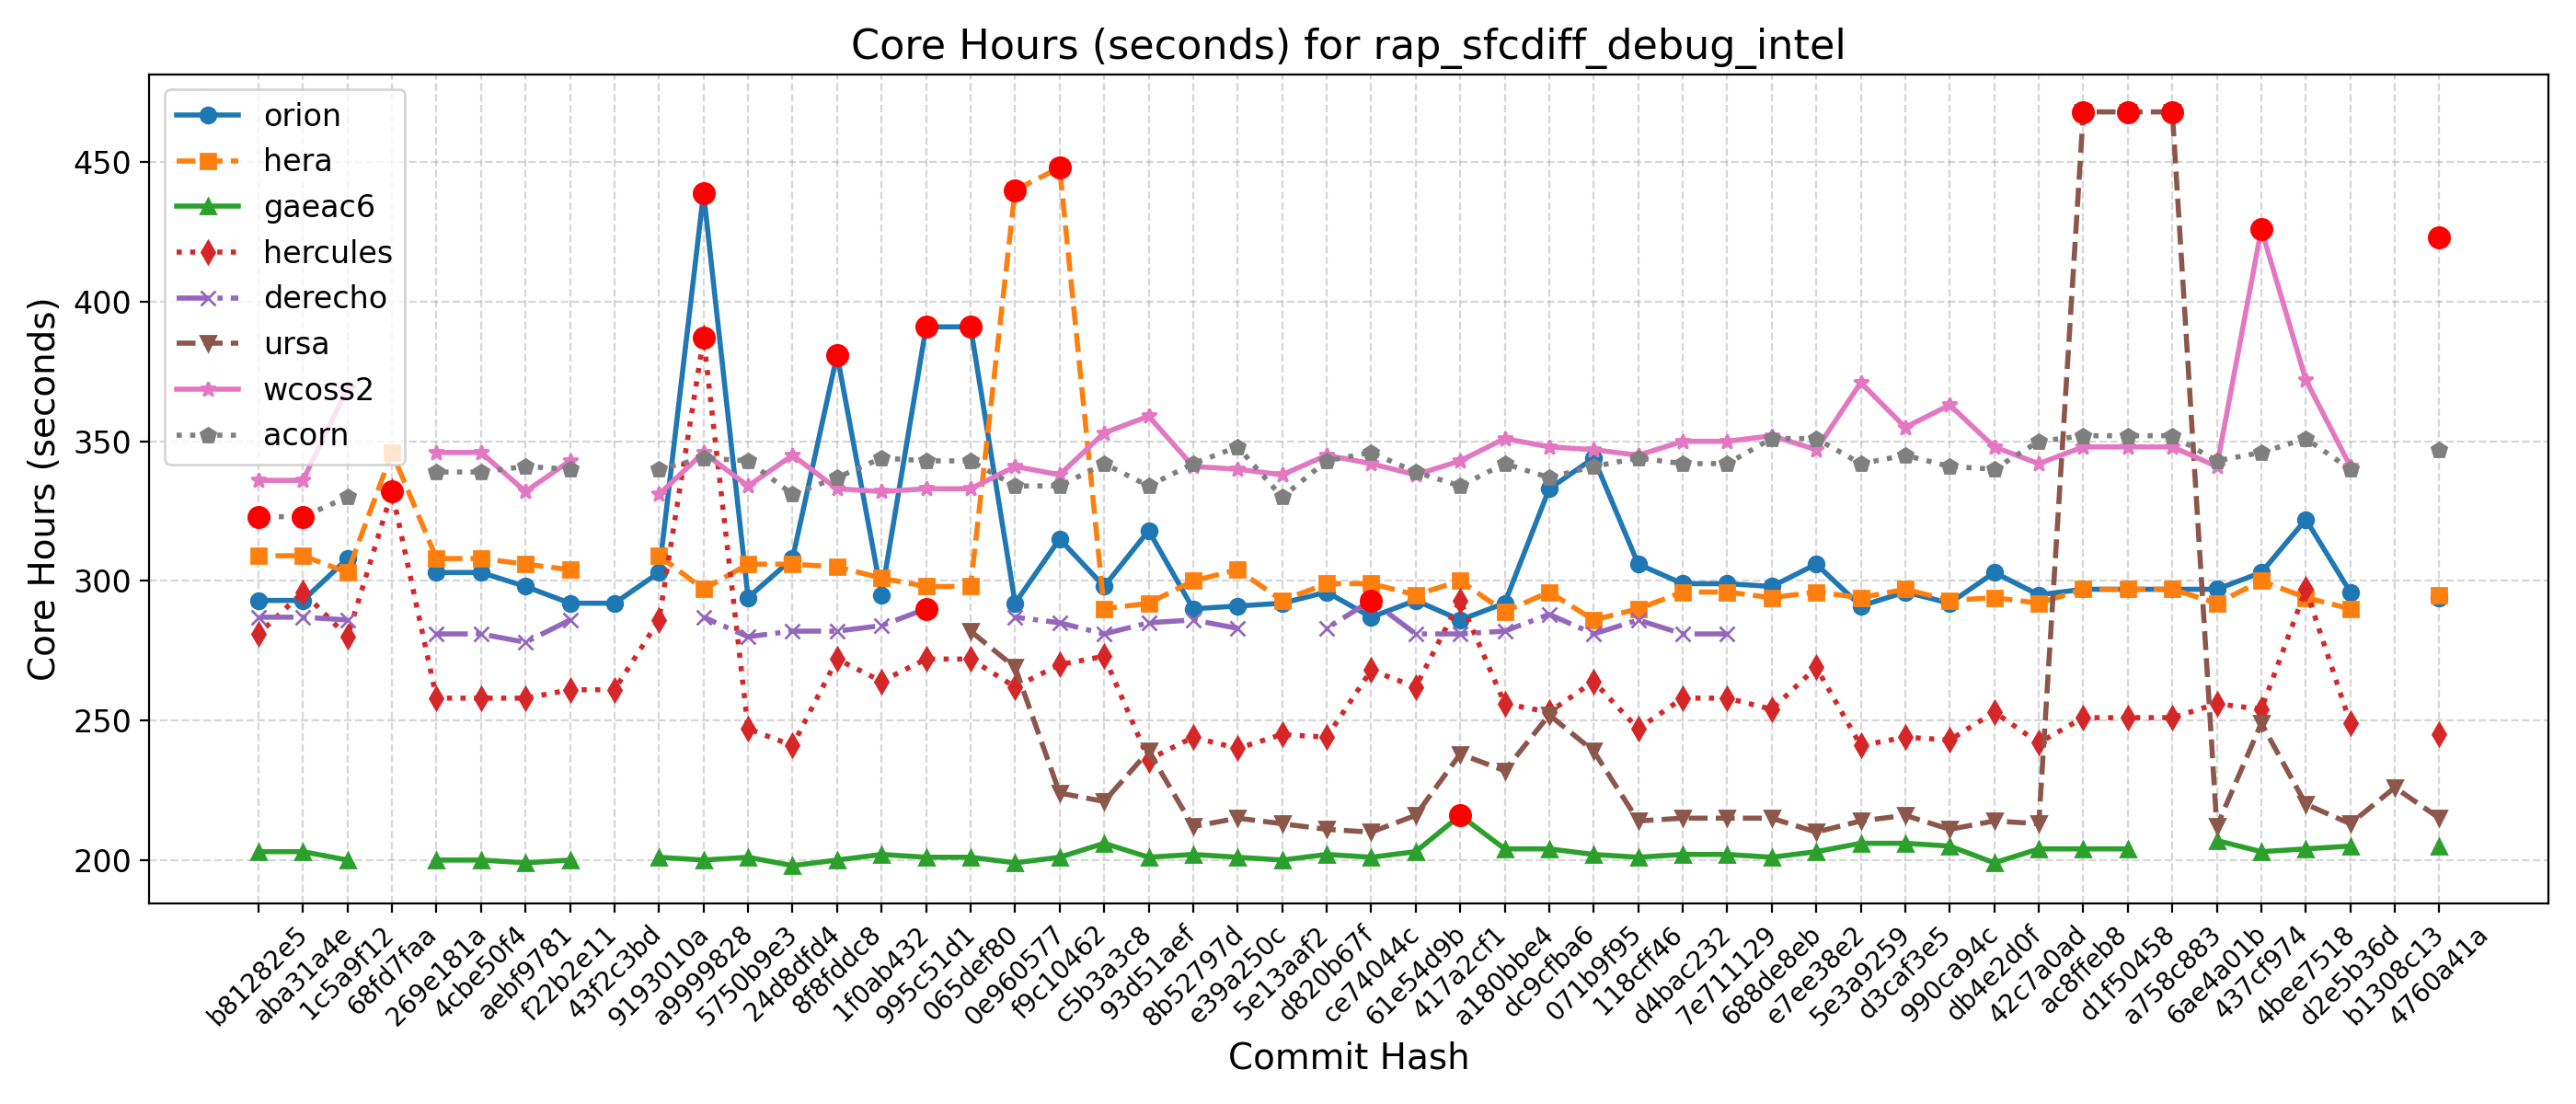 Core Hours (seconds) for rap_sfcdiff_debug_intel
Core Hours (seconds)
450
400
350
300
250
200
orion
hera
gaeac6
hercules
derecho
ursa
wcoss2
acorn
b81282e5
aba31a4e
1c5a9f12
68fd7faa
269e181a
4cbe50f4
aebf9781
f22b2e11
43f2c3bd
9193010a
a9999828
5750b9e3
24d8dfd4
8f8fddc8
1f0ab432
995c51d1
065def80
0e960577
f9c10462
c5b3a3c8
93d51aef
8b52797d
e39a250c
5e13aaf2
d820b67f
ce74044c
61e54d9b
417a2cf1
a180bbe4
dc9cfba6
071b9f95
118cff46
d4bac232
7e711129
688de8eb
e7ee38e2
5e3a9259
d3caf3e5
990ca94c
db4e2d0f
42c7a0ad
ac8ffeb8
d1f50458
a758c883
6ae4a01b
437cf974
4bee7518
d2e5b36d
b1308c13
4760a41a
Commit Hash